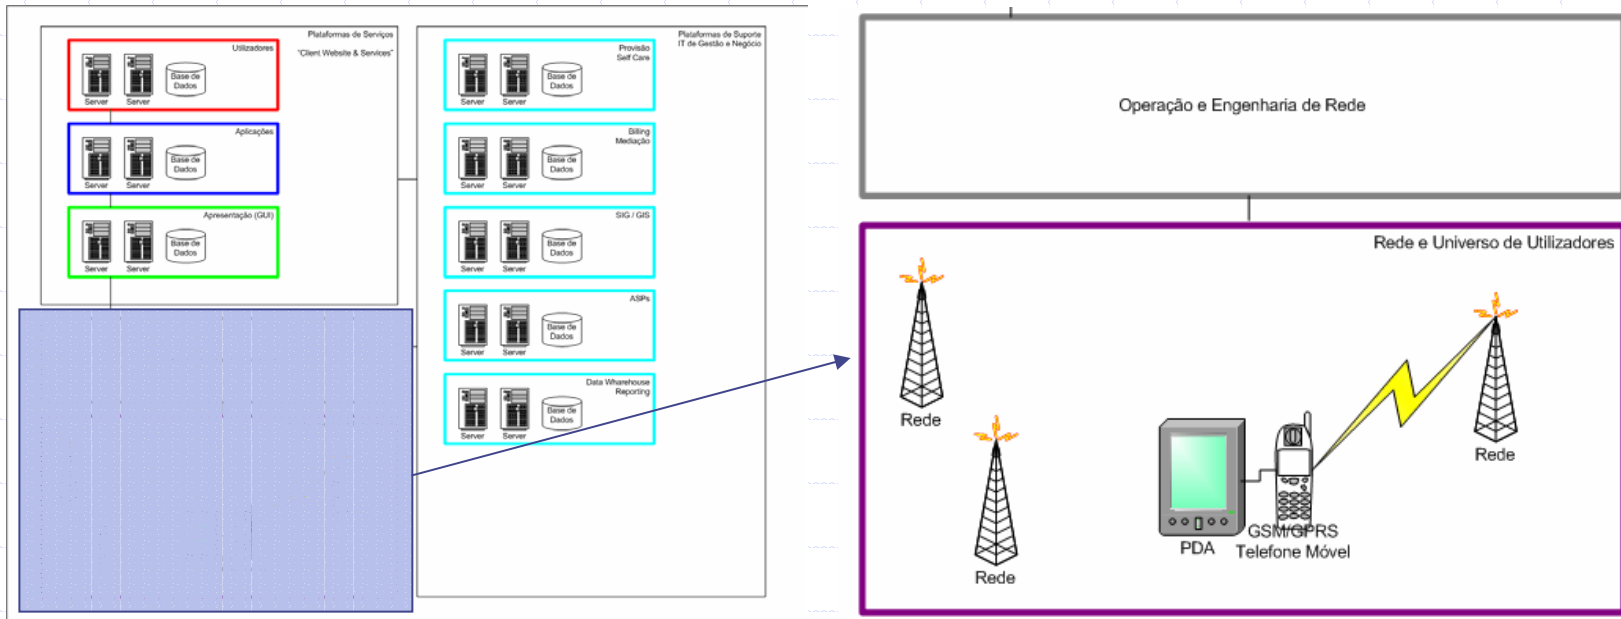 Plataformas de Serviços
"Client Website & Services"
Utilizadores
Base de
Dados
Server
Server
Aplicações
Base de
Dados
Server
Server
Apresentação (GUI)
Base de
Dados
Server
Server
Plataformas de Suporte
IT de Gestão e Negócio
Provisão
Self Care
Base de
Dados
Server
Server
Billing
Mediação
Base de
Dados
Server
Server
SIG / GIS
Base de
Dados
Server
Server
ASPs
Base de
Dados
Server
Server
Data Wharehouse
Reporting
Base de
Dados
Server
Server
Operação e Engenharia de Rede
Rede e Universo de Utilizadores
Rede
Rede
Rede
PDA
GSM/GPRS
Telefone Móvel